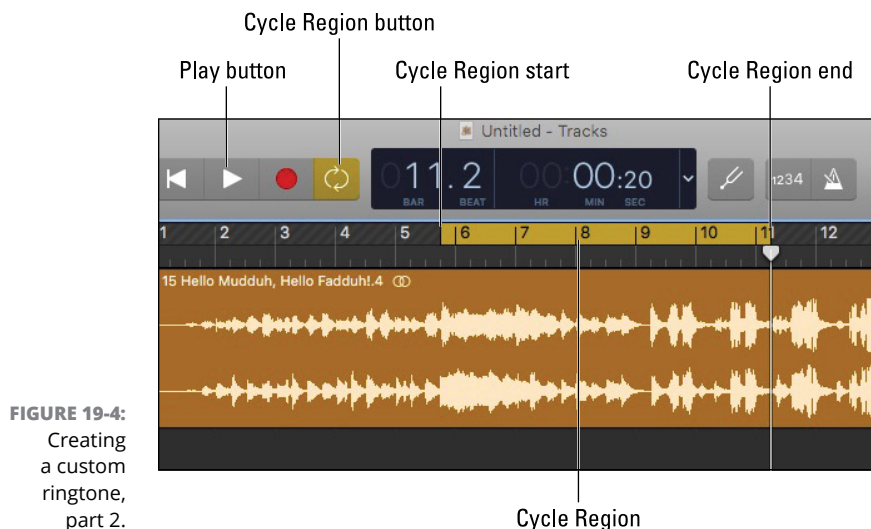 Cycle Region button
Play button
Cycle Region start
Cycle Region end
Untitled - Tracks
011.2
00:00:20
1234
BAR
BEAT
HR
MIN
SEC
1 2 3 4 5 6 7 8 9 10 11 12
15 Hello Mudduh, Hello Fadduh!.4
FIGURE 19-4:
Creating
a custom
ringtone,
part 2.
Cycle Region